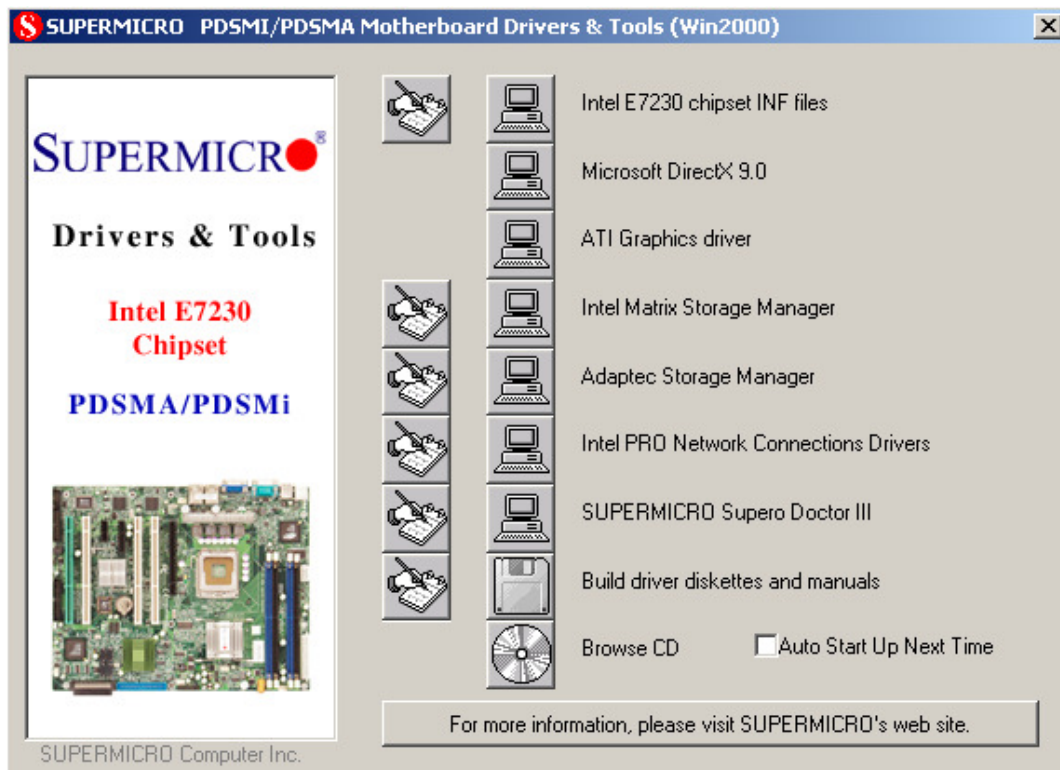 SUPERMICRO PDSMI/PDSMA Motherboard Drivers & Tools (Win2000)
SUPERMICRO®
Drivers & Tools
Intel E7230
Chipset
PDSMA/PDSMi
SUPERMICRO Computer Inc.
Intel E7230 chipset INF files
Microsoft DirectX 9.0
ATI Graphics driver
Intel Matrix Storage Manager
Adaptec Storage Manager
Intel PRO Network Connections Drivers
SUPERMICRO Supero Doctor III
Build driver diskettes and manuals
Browse CD
Auto Start Up Next Time
For more information, please visit SUPERMICRO's web site.